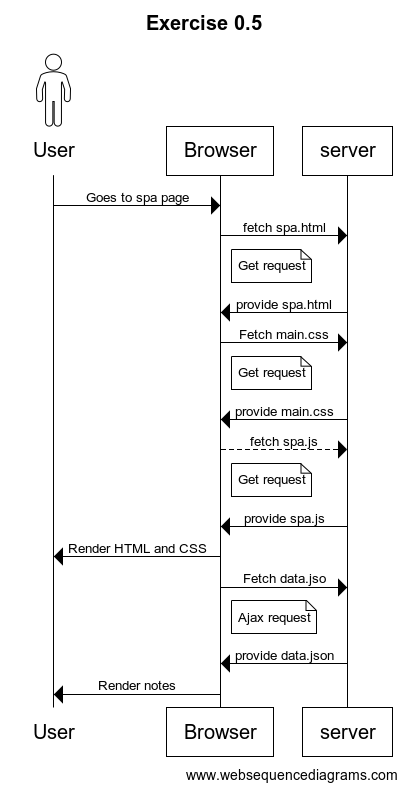 Exercise 0.5
User
Browser
server
Goes to spa page
fetch spa.html
Get request
provide spa.html
Fetch main.css
Get request
provide main.css
fetch spa.js
Get request
provide spa.js
Render HTML and CSS
Fetch data.jso
Ajax request
provide data.json
Render notes
User
Browser
server
www.websequencediagrams.com